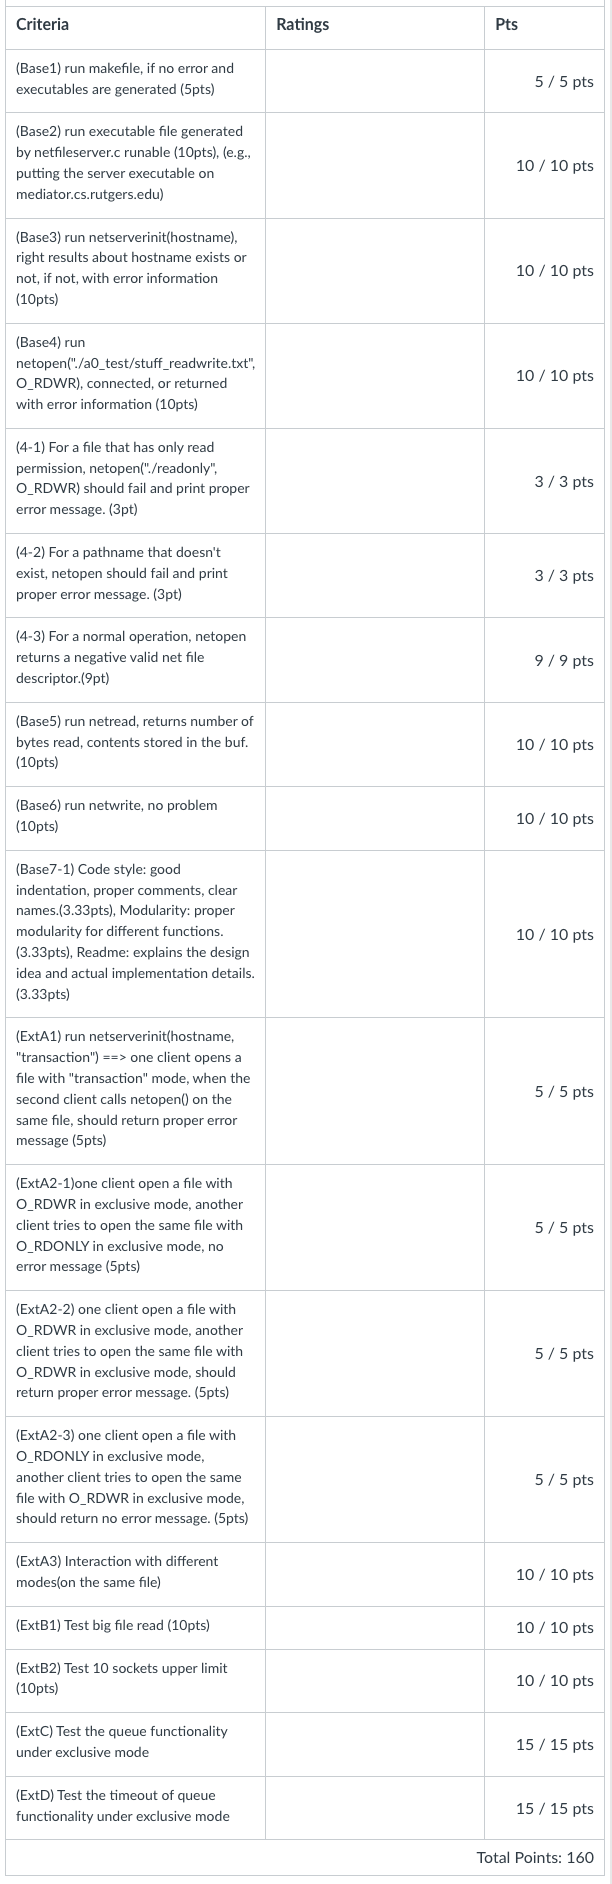 Criteria Ratings Pts
(Base1) run makefile, if no error and
executables are generated (5pts)
5 / 5 pts
(Base2) run executable file generated
by netfileserver.c runable (10pts), (e.g.,
putting the server executable on
mediator.cs.rutgers.edu)
10 / 10 pts
(Base3) run netserverinit(hostname),
right results about hostname exists or
not, if not, with error information
(10pts)
10 / 10 pts
(Base4) run
netopen("./a0_test/stuff_readwrite.txt",
O_RDWR), connected, or returned
with error information (10pts)
10 / 10 pts
(4-1) For a file that has only read
permission, netopen("./readonly",
O_RDWR) should fail and print proper
error message. (3pt)
3 / 3 pts
(4-2) For a pathname that doesn't
exist, netopen should fail and print
proper error message. (3pt)
3 / 3 pts
(4-3) For a normal operation, netopen
returns a negative valid net file
descriptor.(9pt)
9 / 9 pts
(Base5) run netread, returns number of
bytes read, contents stored in the buf.
(10pts)
10 / 10 pts
(Base6) run netwrite, no problem
(10pts)
10 / 10 pts
(Base7-1) Code style: good
indentation, proper comments, clear
names.(3.33pts), Modularity: proper
modularity for different functions.
(3.33pts), Readme: explains the design
idea and actual implementation details.
(3.33pts)
10 / 10 pts
(ExtA1) run netserverinit(hostname,
"transaction") ==> one client opens a
file with "transaction" mode, when the
second client calls netopen() on the
same file, should return proper error
message (5pts)
5 / 5 pts
(ExtA2-1)one client open a file with
O_RDWR in exclusive mode, another
client tries to open the same file with
O_RDONLY in exclusive mode, no
error message (5pts)
5 / 5 pts
(ExtA2-2) one client open a file with
O_RDWR in exclusive mode, another
client tries to open the same file with
O_RDWR in exclusive mode, should
return proper error message. (5pts)
5 / 5 pts
(ExtA2-3) one client open a file with
O_RDONLY in exclusive mode,
another client tries to open the same
file with O_RDWR in exclusive mode,
should return no error message. (5pts)
5 / 5 pts
(ExtA3) Interaction with different
modes(on the same file)
10 / 10 pts
(ExtB1) Test big file read (10pts)
10 / 10 pts
(ExtB2) Test 10 sockets upper limit
(10pts)
10 / 10 pts
(ExtC) Test the queue functionality
under exclusive mode
15 / 15 pts
(ExtD) Test the timeout of queue
functionality under exclusive mode
15 / 15 pts
Total Points: 160